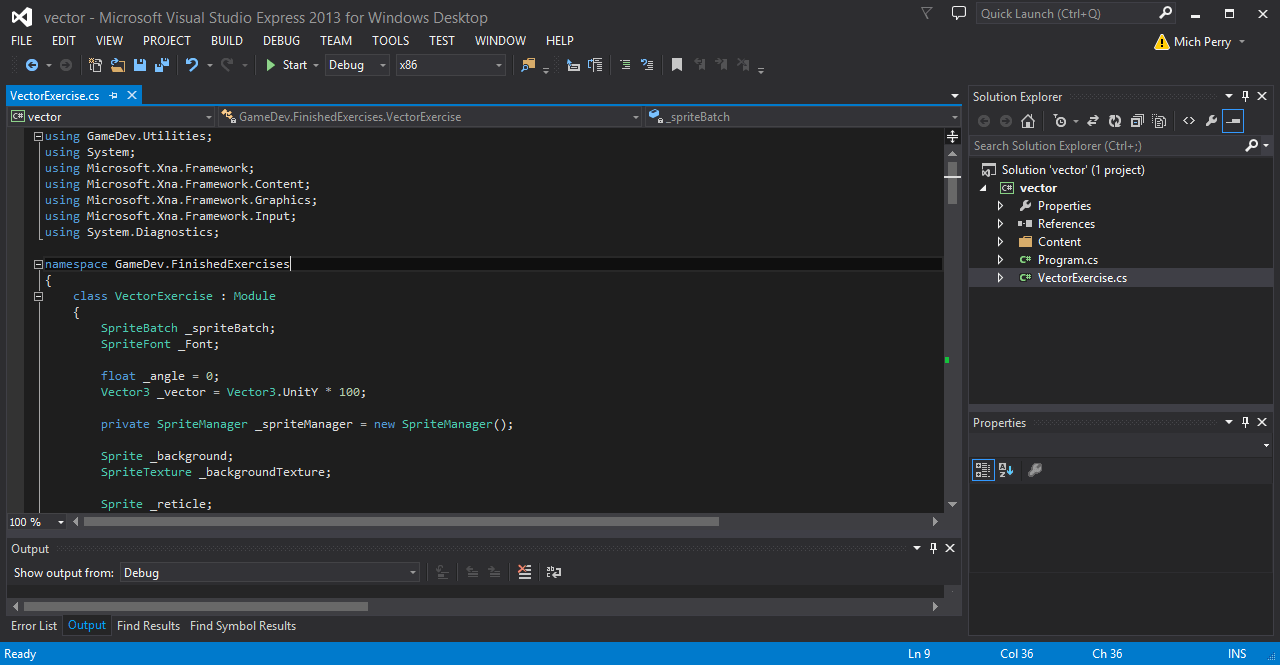 vector - Microsoft Visual Studio Express 2013 for Windows Desktop
Quick Launch (Ctrl+Q)
FILE EDIT VIEW PROJECT BUILD DEBUG TEAM TOOLS TEST WINDOW HELP
Mich Perry
Start Debug x86
VectorExercise.cs
C# vector GameDev.FinishedExercises.VectorExercise _spriteBatch
using GameDev.Utilities;
using System;
using Microsoft.Xna.Framework;
using Microsoft.Xna.Framework.Content;
using Microsoft.Xna.Framework.Graphics;
using Microsoft.Xna.Framework.Input;
using System.Diagnostics;
namespace GameDev.FinishedExercises
{
class VectorExercise : Module
{
SpriteBatch _spriteBatch;
SpriteFont _Font;
float _angle = 0;
Vector3 _vector = Vector3.UnitY * 100;
private SpriteManager _spriteManager = new SpriteManager();
Sprite _background;
SpriteTexture _backgroundTexture;
Sprite _reticle;
100 %
Output
Show output from: Debug
Error List Output Find Results Find Symbol Results
Solution Explorer
Search Solution Explorer (Ctrl+;)
Solution 'vector' (1 project)
C# vector
Properties
References
Content
C# Program.cs
C# VectorExercise.cs
Properties
Ready Ln 9 Col 36 Ch 36 INS